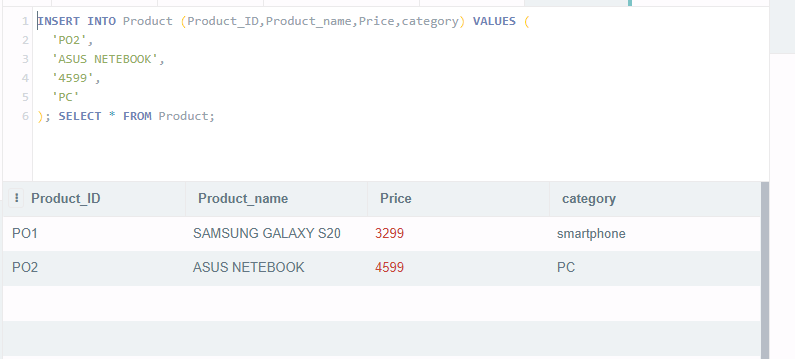 1 INSERT INTO Product (Product_ID,Product_name,Price,category) VALUES (
2 'PO2',
3 'ASUS NETEBOOK',
4 '4599',
5 'PC'
6 ); SELECT * FROM Product;
Product_ID Product_name Price category
PO1 SAMSUNG GALAXY S20 3299 smartphone
PO2 ASUS NETEBOOK 4599 PC